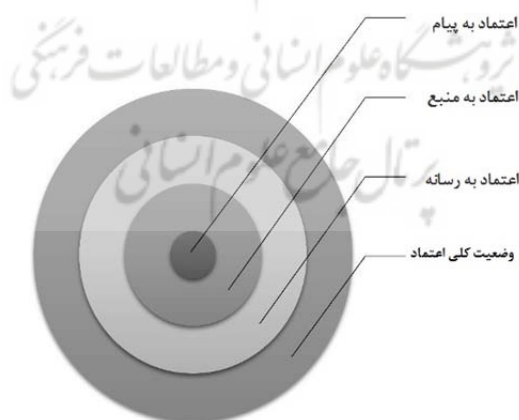 اعتماد به پیام
پژوهشگاه علوم انسانی و مطالعات فرهنگی
اعتماد به منبع
پرتال جامع علوم انسانی
اعتماد به رسانه
وضعیت کلی اعتماد